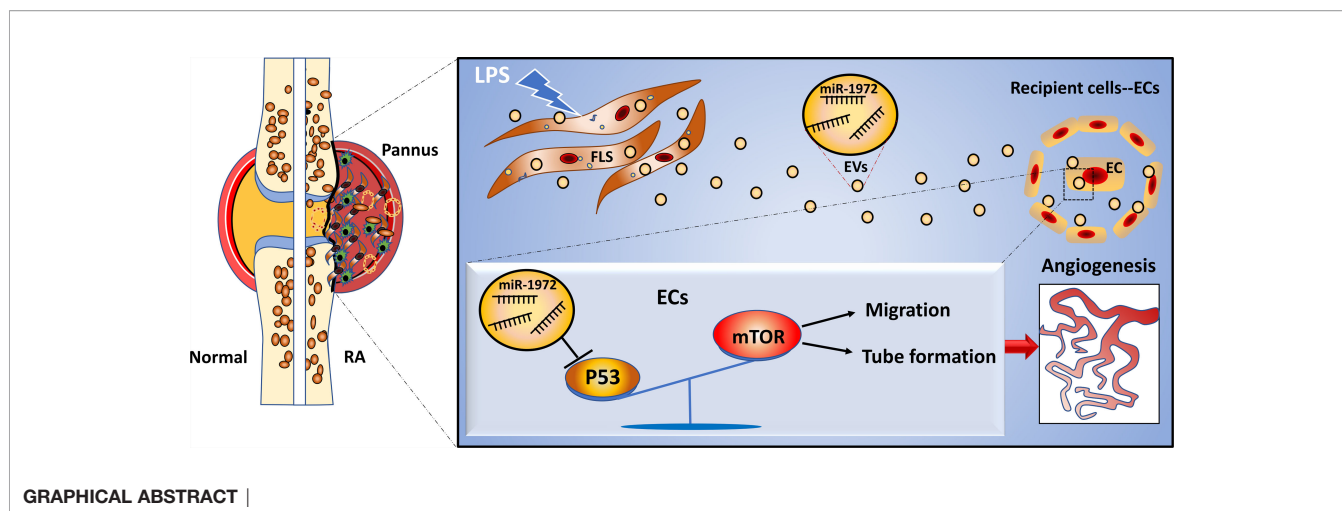 LPS
miR-1972
Recipient cells--ECs
Pannus
FLS
EVs
EC
Angiogenesis
miR-1972
ECs
Migration
mTOR
Tube formation
P53
Normal
RA
GRAPHICAL ABSTRACT |